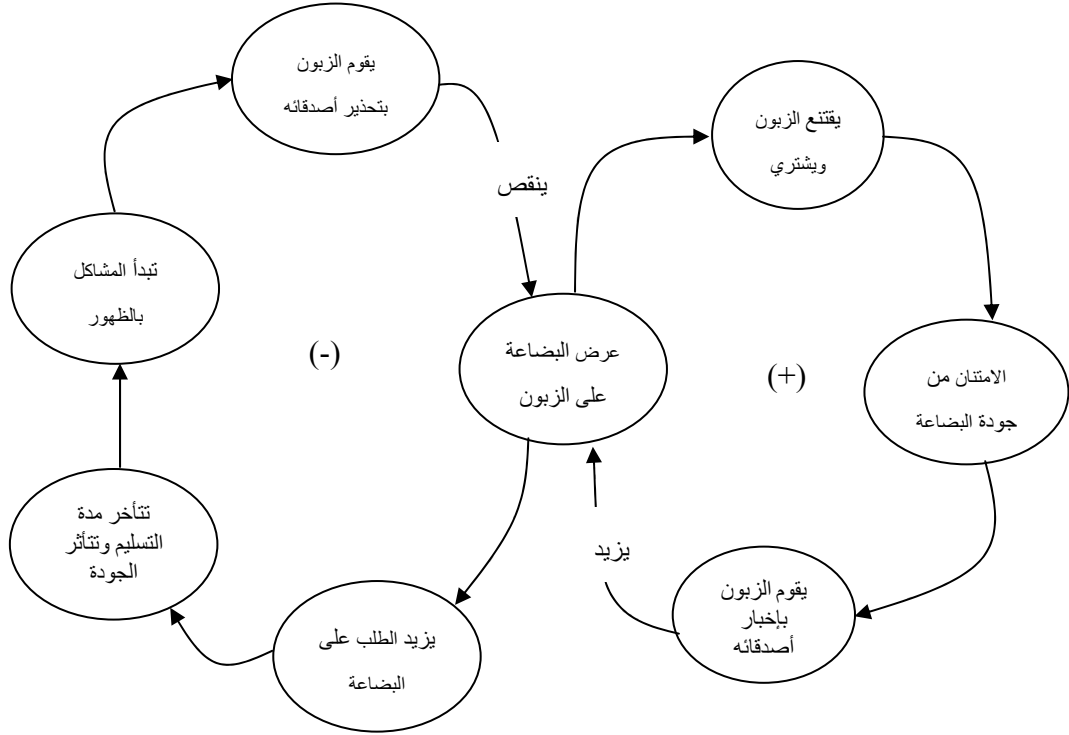 يقوم الزبون
بتحذير أصدقائه
يقتنع الزبون
ويشتري
ينقص
تبدأ المشاكل
بالظهور
(-)
عرض البضاعة
على الزبون
(+)
الامتنان من
جودة البضاعة
تتأخر مدة
التسليم وتتأثر
الجودة
يزيد
يقوم الزبون
بإخبار
أصدقائه
يزيد الطلب على
البضاعة